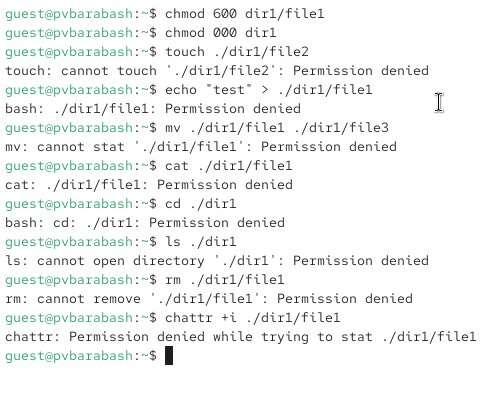 guest@pvbarabash:~$ chmod 600 dir1/file1
guest@pvbarabash:~$ chmod 000 dir1
guest@pvbarabash:~$ touch ./dir1/file2
touch: cannot touch './dir1/file2': Permission denied
guest@pvbarabash:~$ echo "test" > ./dir1/file1
bash: ./dir1/file1: Permission denied
guest@pvbarabash:~$ mv ./dir1/file1 ./dir1/file3
mv: cannot stat './dir1/file1': Permission denied
guest@pvbarabash:~$ cat ./dir1/file1
cat: ./dir1/file1: Permission denied
guest@pvbarabash:~$ cd ./dir1
bash: cd: ./dir1: Permission denied
guest@pvbarabash:~$ ls ./dir1
ls: cannot open directory './dir1': Permission denied
guest@pvbarabash:~$ rm ./dir1/file1
rm: cannot remove './dir1/file1': Permission denied
guest@pvbarabash:~$ chattr +i ./dir1/file1
chattr: Permission denied while trying to stat ./dir1/file1
guest@pvbarabash:~$